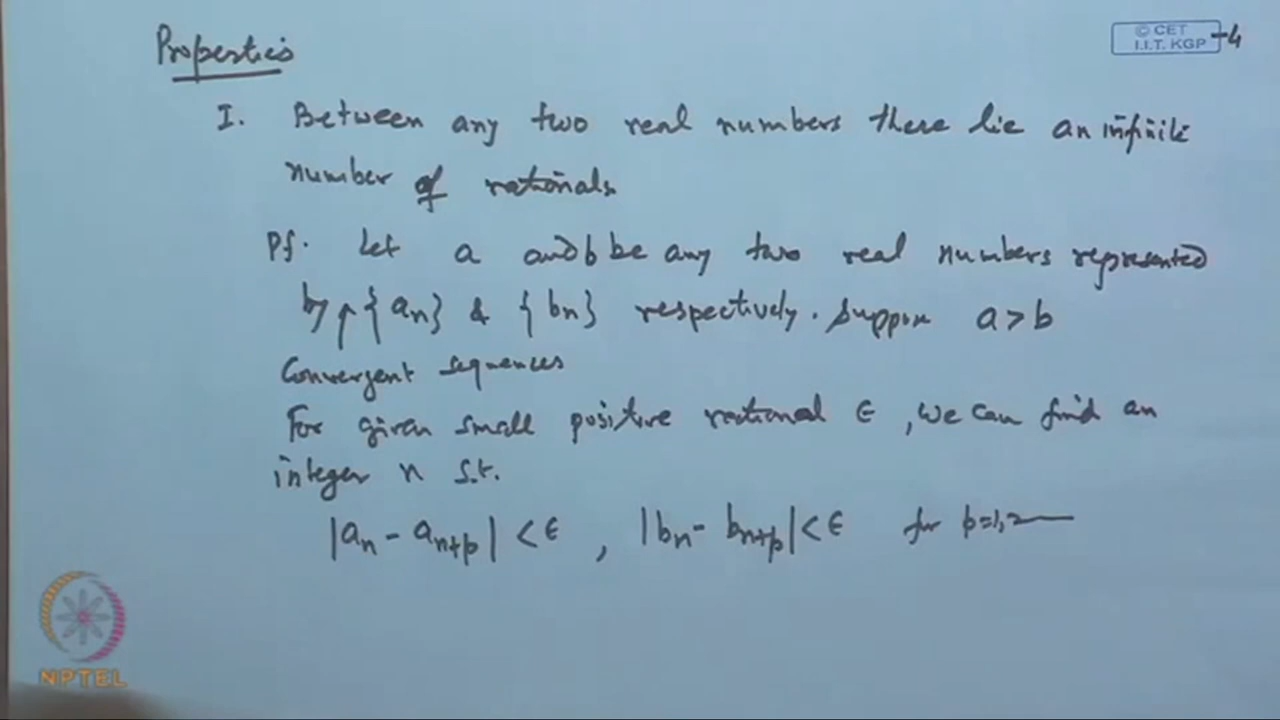 Properties
© CET
I.I.T. KGP
-4
I. Between any two real numbers there lie an infinite
number of rationals.
Pf. Let a and b be any two real numbers represented
by {an} & {bn} respectively. Suppose a > b
Convergent sequences
For given small positive rational ε, we can find an
integer n s.t.
|an - an+p| < ε , |bn - bn+p| < ε for p=1,2—
NPTEL